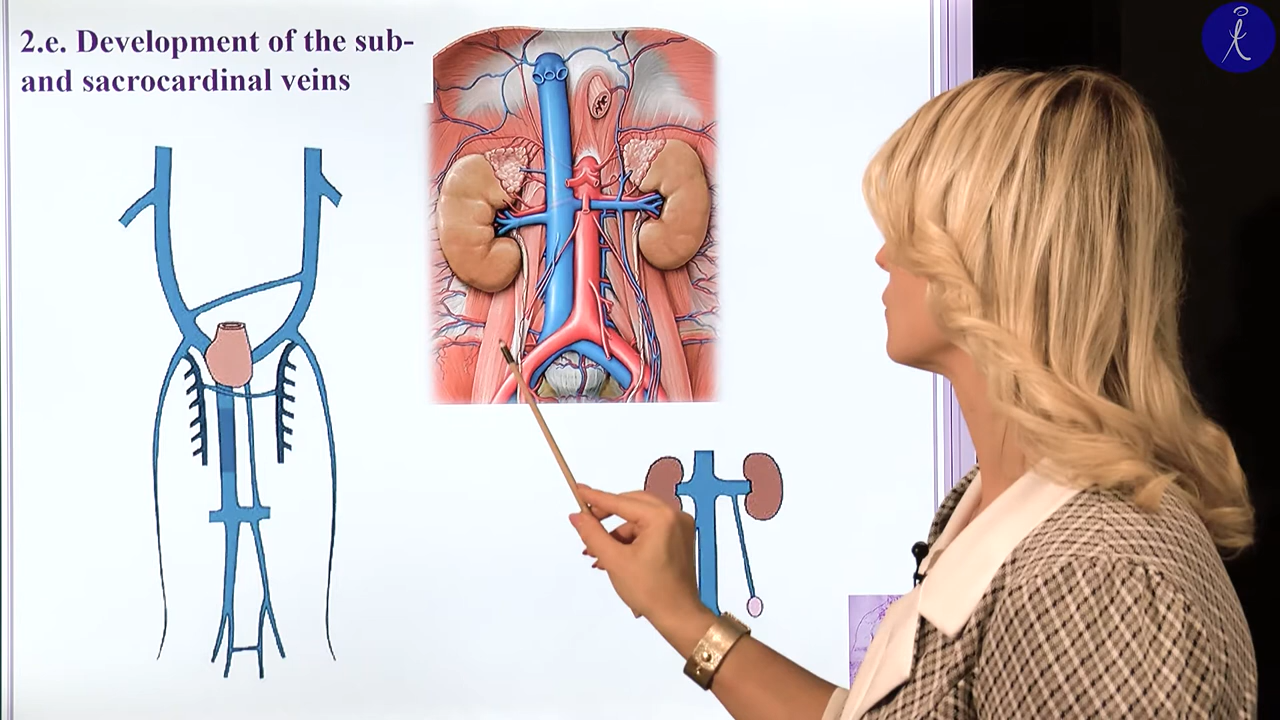 2.e. Development of the sub-
and sacrocardinal veins